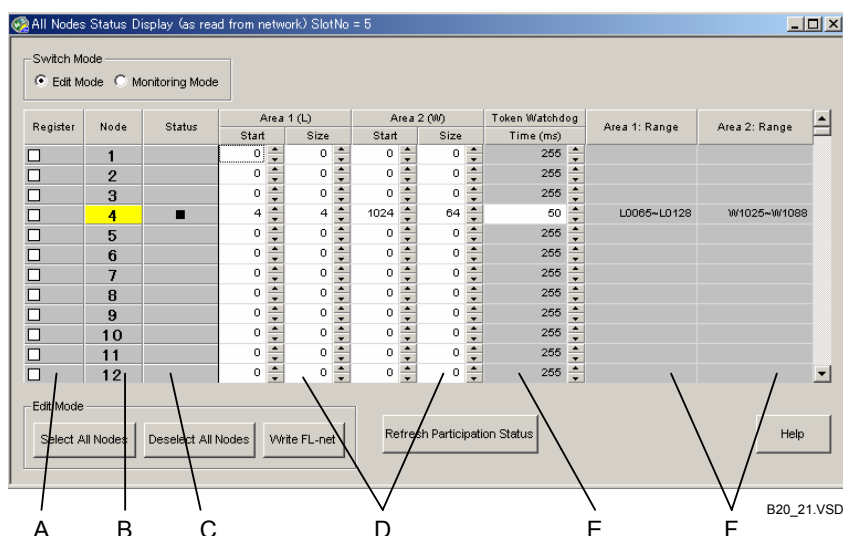 All Nodes Status Display (as read from network) SlotNo = 5
Switch Mode
Edit Mode Monitoring Mode
Register Node Status Area 1 (L) Area 2 (W) Token Watchdog Area 1: Range Area 2: Range
Start Size Start Size Time (ms)
1 0 0 0 0 255
2 0 0 0 0 255
3 0 0 0 0 255
4 ■ 4 4 1024 64 50 L0065~L0128 W1025~W1088
5 0 0 0 0 255
6 0 0 0 0 255
7 0 0 0 0 255
8 0 0 0 0 255
9 0 0 0 0 255
10 0 0 0 0 255
11 0 0 0 0 255
12 0 0 0 0 255
Edit Mode
Select All Nodes Deselect All Nodes Write FL-net Refresh Participation Status Help
B20_21.VSD
A B C D E F